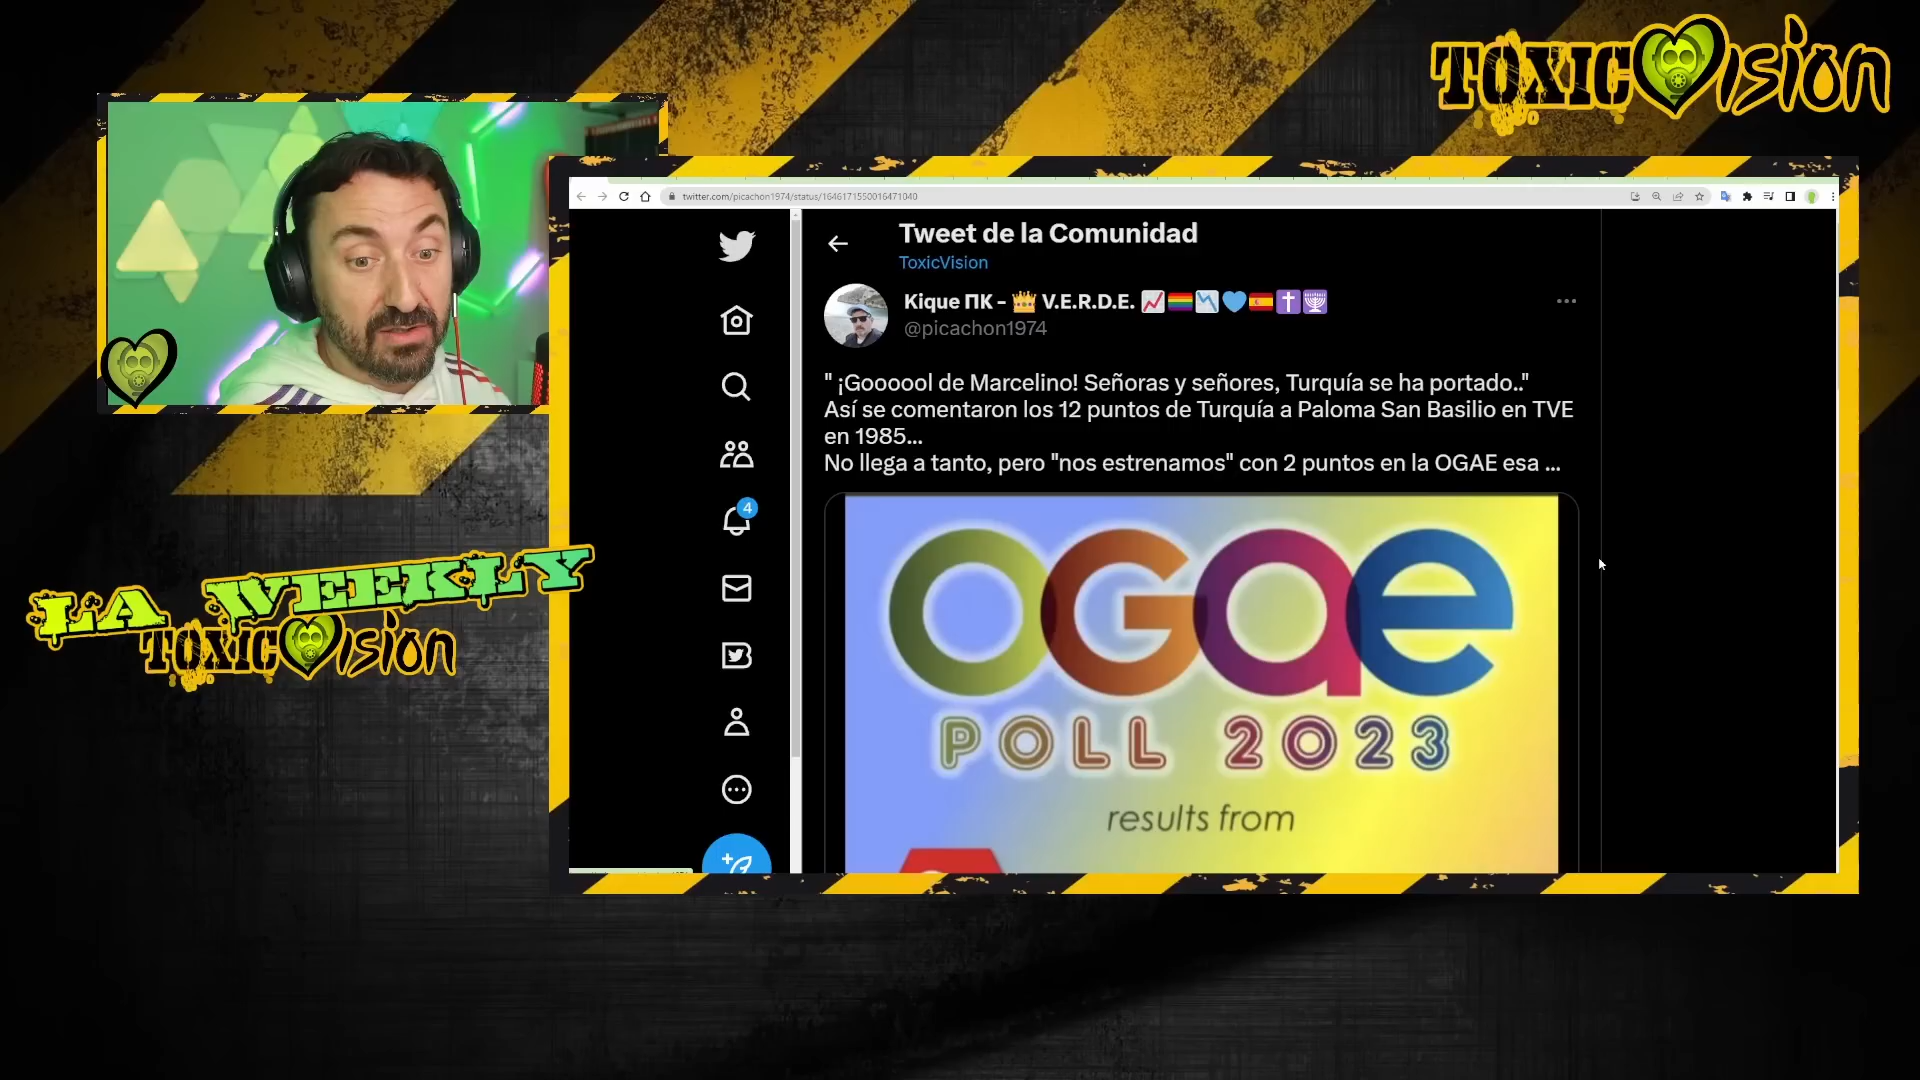 TOXICVision
twitter.com/picachon1974/status/1646171550016471040
Tweet de la Comunidad
ToxicVision
Kique ПК - 👑 V.E.R.D.E. 📈🏳️‍🌈📉💙🇪🇸✝️🕎
@picachon1974
" ¡Goooool de Marcelino! Señoras y señores, Turquía se ha portado.."
Así se comentaron los 12 puntos de Turquía a Paloma San Basilio en TVE
en 1985...
No llega a tanto, pero "nos estrenamos" con 2 puntos en la OGAE esa ...
4
LA WEEKLY
TOXICVision
ogae
POLL 2023
results from